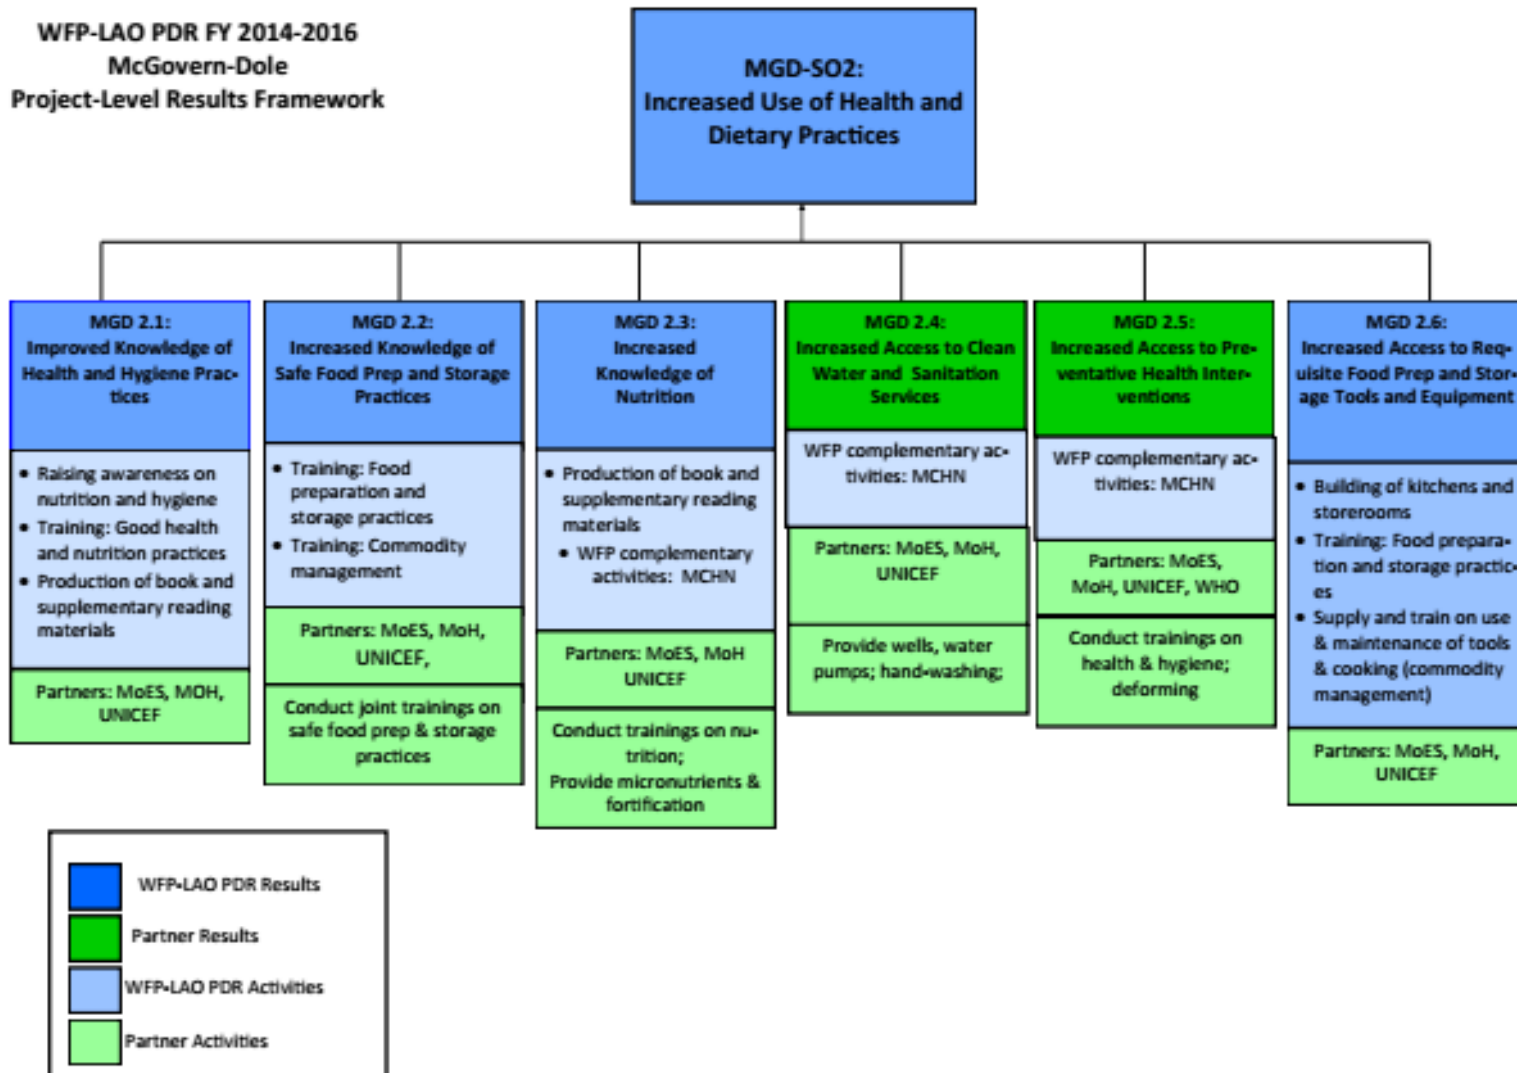 WFP-LAO PDR FY 2014-2016
McGovern-Dole
Project-Level Results Framework
MGD-SO2:
Increased Use of Health and
Dietary Practices
MGD 2.1:
Improved Knowledge of
Health and Hygiene Prac-
tices
• Raising awareness on
nutrition and hygiene
• Training: Good health
and nutrition practices
• Production of book and
supplementary reading
materials
Partners: MoES, MOH,
UNICEF
MGD 2.2:
Increased Knowledge of
Safe Food Prep and Storage
Practices
• Training: Food
preparation and
storage practices
• Training: Commodity
management
Partners: MoES, MoH,
UNICEF,
Conduct joint trainings on
safe food prep & storage
practices
MGD 2.3:
Increased
Knowledge of
Nutrition
• Production of book and
supplementary reading
materials
• WFP complementary
activities: MCHN
Partners: MoES, MoH
UNICEF
Conduct trainings on nu-
trition;
Provide micronutrients &
fortification
MGD 2.4:
Increased Access to Clean
Water and Sanitation
Services
WFP complementary ac-
tivities: MCHN
Partners: MoES, MoH,
UNICEF
Provide wells, water
pumps; hand-washing;
MGD 2.5:
Increased Access to Pre-
ventative Health Inter-
ventions
WFP complementary ac-
tivities: MCHN
Partners: MoES,
MoH, UNICEF, WHO
Conduct trainings on
health & hygiene;
deforming
MGD 2.6:
Increased Access to Req-
uisite Food Prep and Stor-
age Tools and Equipment
• Building of kitchens and
storerooms
• Training: Food prepara-
tion and storage practic-
es
• Supply and train on use
& maintenance of tools
& cooking (commodity
management)
Partners: MoES, MoH,
UNICEF
WFP-LAO PDR Results
Partner Results
WFP-LAO PDR Activities
Partner Activities